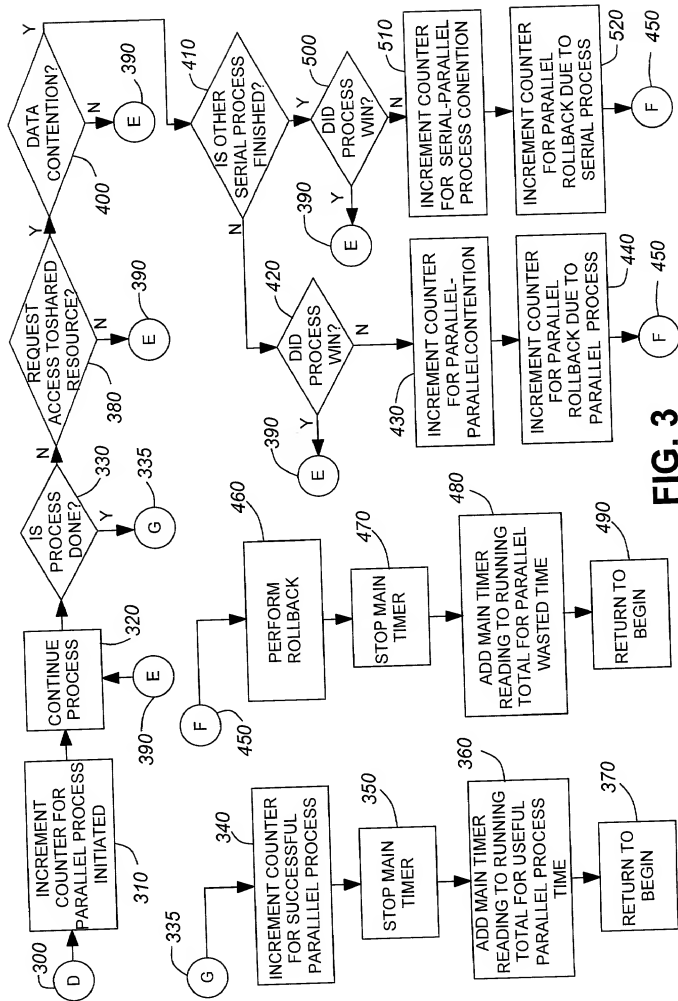 D
300
INCREMENT
COUNTER FOR
PARALLEL PROCESS
INITIATED
310
CONTINUE
PROCESS
320
E
390
IS
PROCESS
DONE?
330
N
Y
G
335
REQUEST
ACCESS TOSHARED
RESOURCE?
380
Y
N
E
390
DATA
CONTENTION?
400
Y
N
E
390
IS OTHER
SERIAL PROCESS
FINISHED?
410
N
Y
DID
PROCESS
WIN?
420
Y
N
E
390
DID
PROCESS
WIN?
500
Y
N
E
390
INCREMENT COUNTER
FOR PARALLEL-
PARALLELCONTENTION
430
INCREMENT COUNTER
FOR PARALLEL
ROLLBACK DUE TO
PARALLEL PROCESS
440
F
450
INCREMENT COUNTER
FOR SERIAL-PARALLEL
PROCESS CONENTION
510
INCREMENT COUNTER
FOR PARALLEL
ROLLBACK DUE TO
SERIAL PROCESS
520
F
450
G
335
INCREMENT COUNTER
FOR SUCCESSFUL
PARALLLEL PROCESS
340
STOP MAIN
TIMER
350
ADD MAIN TIMER
READING TO RUNNING
TOTAL FOR USEFUL
PARALLEL PROCESS
TIME
360
RETURN TO
BEGIN
370
F
450
PERFORM
ROLLBACK
460
STOP MAIN
TIMER
470
ADD MAIN TIMER
READING TO RUNNING
TOTAL FOR PARALLEL
WASTED TIME
480
RETURN TO
BEGIN
490
FIG. 3